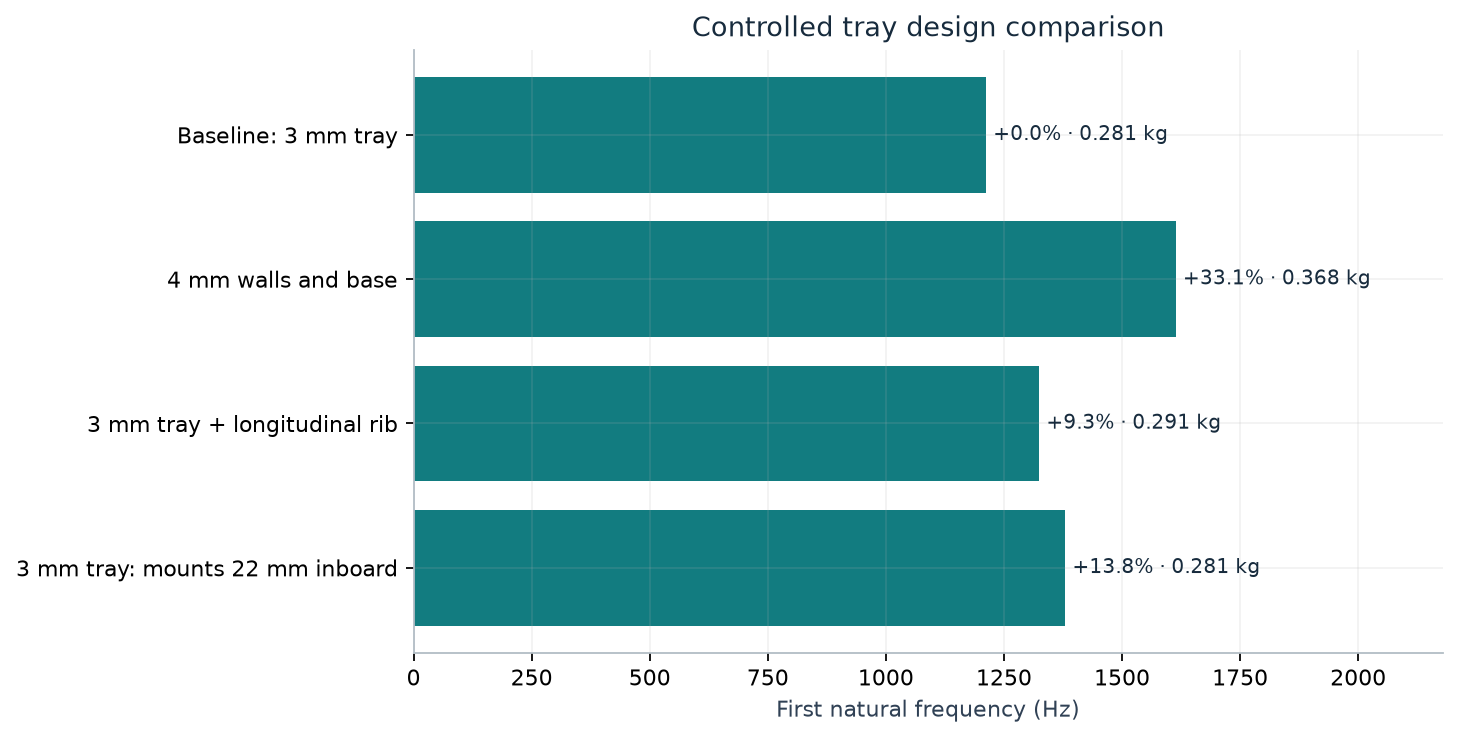 Controlled tray design comparison
Baseline: 3 mm tray
+0.0% · 0.281 kg
4 mm walls and base
+33.1% · 0.368 kg
3 mm tray + longitudinal rib
+9.3% · 0.291 kg
3 mm tray: mounts 22 mm inboard
+13.8% · 0.281 kg
0 250 500 750 1000 1250 1500 1750 2000
First natural frequency (Hz)